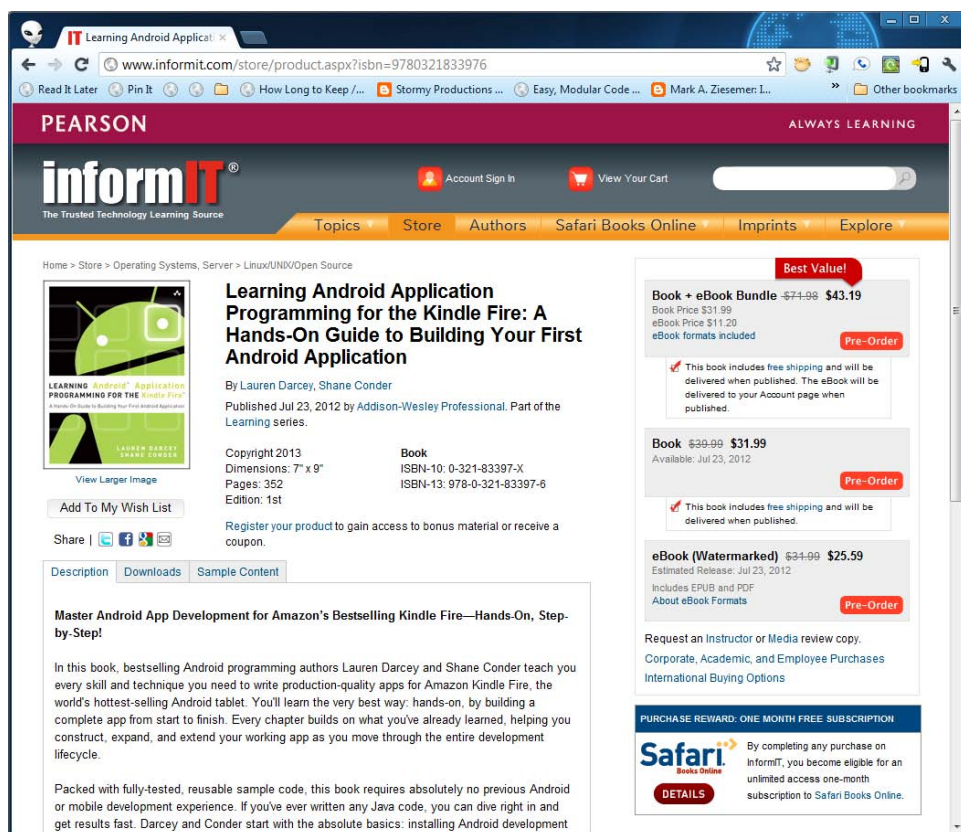 IT Learning Android Applicati ×
www.informit.com/store/product.aspx?isbn=9780321833976
Read It Later Pin It How Long to Keep /... Stormy Productions ... Easy, Modular Code ... Mark A. Ziesemer: I... » Other bookmarks
PEARSON
ALWAYS LEARNING
informIT®
The Trusted Technology Learning Source
Account Sign In
View Your Cart
Topics Store Authors Safari Books Online Imprints Explore
Home > Store > Operating Systems, Server > Linux/UNIX/Open Source
LEARNING Android™ Application
PROGRAMMING FOR THE Kindle Fire™
A Hands-On Guide to Building Your First Android Application
LAUREN DARCEY
SHANE CONDER
View Larger Image
Add To My Wish List
Share |
Learning Android Application
Programming for the Kindle Fire: A
Hands-On Guide to Building Your First
Android Application
By Lauren Darcey, Shane Conder
Published Jul 23, 2012 by Addison-Wesley Professional. Part of the
Learning series.
Copyright 2013
Dimensions: 7" x 9"
Pages: 352
Edition: 1st
Book
ISBN-10: 0-321-83397-X
ISBN-13: 978-0-321-83397-6
Register your product to gain access to bonus material or receive a
coupon.
Description Downloads Sample Content
Master Android App Development for Amazon's Bestselling Kindle Fire—Hands-On, Step-
by-Step!
In this book, bestselling Android programming authors Lauren Darcey and Shane Conder teach you
every skill and technique you need to write production-quality apps for Amazon Kindle Fire, the
world's hottest-selling Android tablet. You'll learn the very best way: hands-on, by building a
complete app from start to finish. Every chapter builds on what you've already learned, helping you
construct, expand, and extend your working app as you move through the entire development
lifecycle.
Packed with fully-tested, reusable sample code, this book requires absolutely no previous Android
or mobile development experience. If you've ever written any Java code, you can dive right in and
get results fast. Darcey and Conder start with the absolute basics: installing Android development
Best Value!
Book + eBook Bundle $71.98 $43.19
Book Price $31.99
eBook Price $11.20
eBook formats included
Pre-Order
This book includes free shipping and will be
delivered when published. The eBook will be
delivered to your Account page when
published.
Book $39.99 $31.99
Available: Jul 23, 2012
Pre-Order
This book includes free shipping and will be
delivered when published.
eBook (Watermarked) $31.99 $25.59
Estimated Release: Jul 23, 2012
Includes EPUB and PDF
About eBook Formats
Pre-Order
Request an Instructor or Media review copy.
Corporate, Academic, and Employee Purchases
International Buying Options
PURCHASE REWARD: ONE MONTH FREE SUBSCRIPTION
Safari
Books Online
DETAILS
By completing any purchase on
InformIT, you become eligible for an
unlimited access one-month
subscription to Safari Books Online.